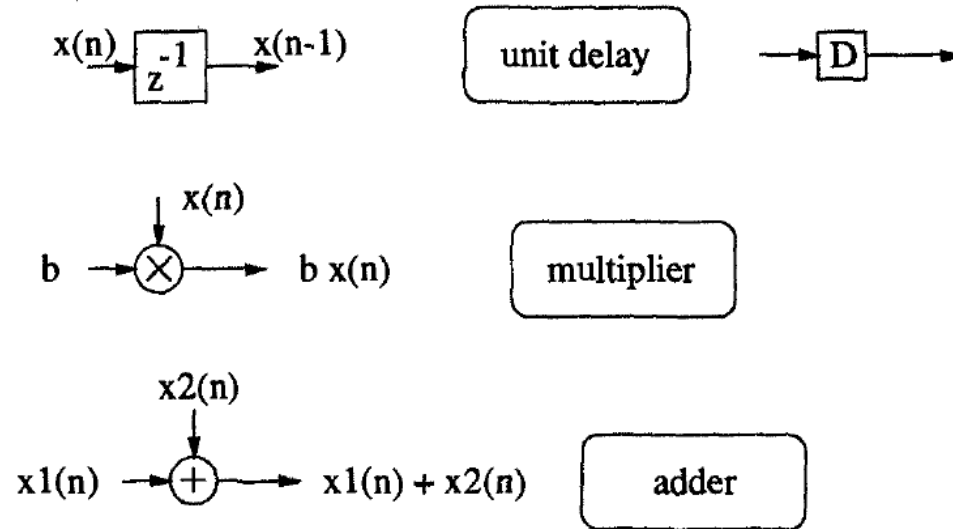 x(n) z^-1 x(n-1) unit delay D
x(n)
b b x(n) multiplier
x2(n)
x1(n) + x1(n) + x2(n) adder